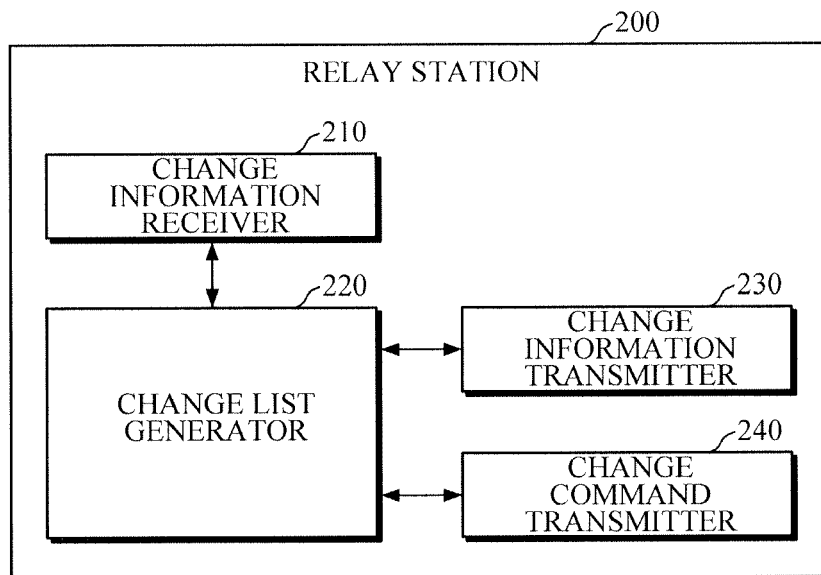 200
RELAY STATION
210
CHANGE
INFORMATION
RECEIVER
220
CHANGE LIST
GENERATOR
230
CHANGE
INFORMATION
TRANSMITTER
240
CHANGE
COMMAND
TRANSMITTER